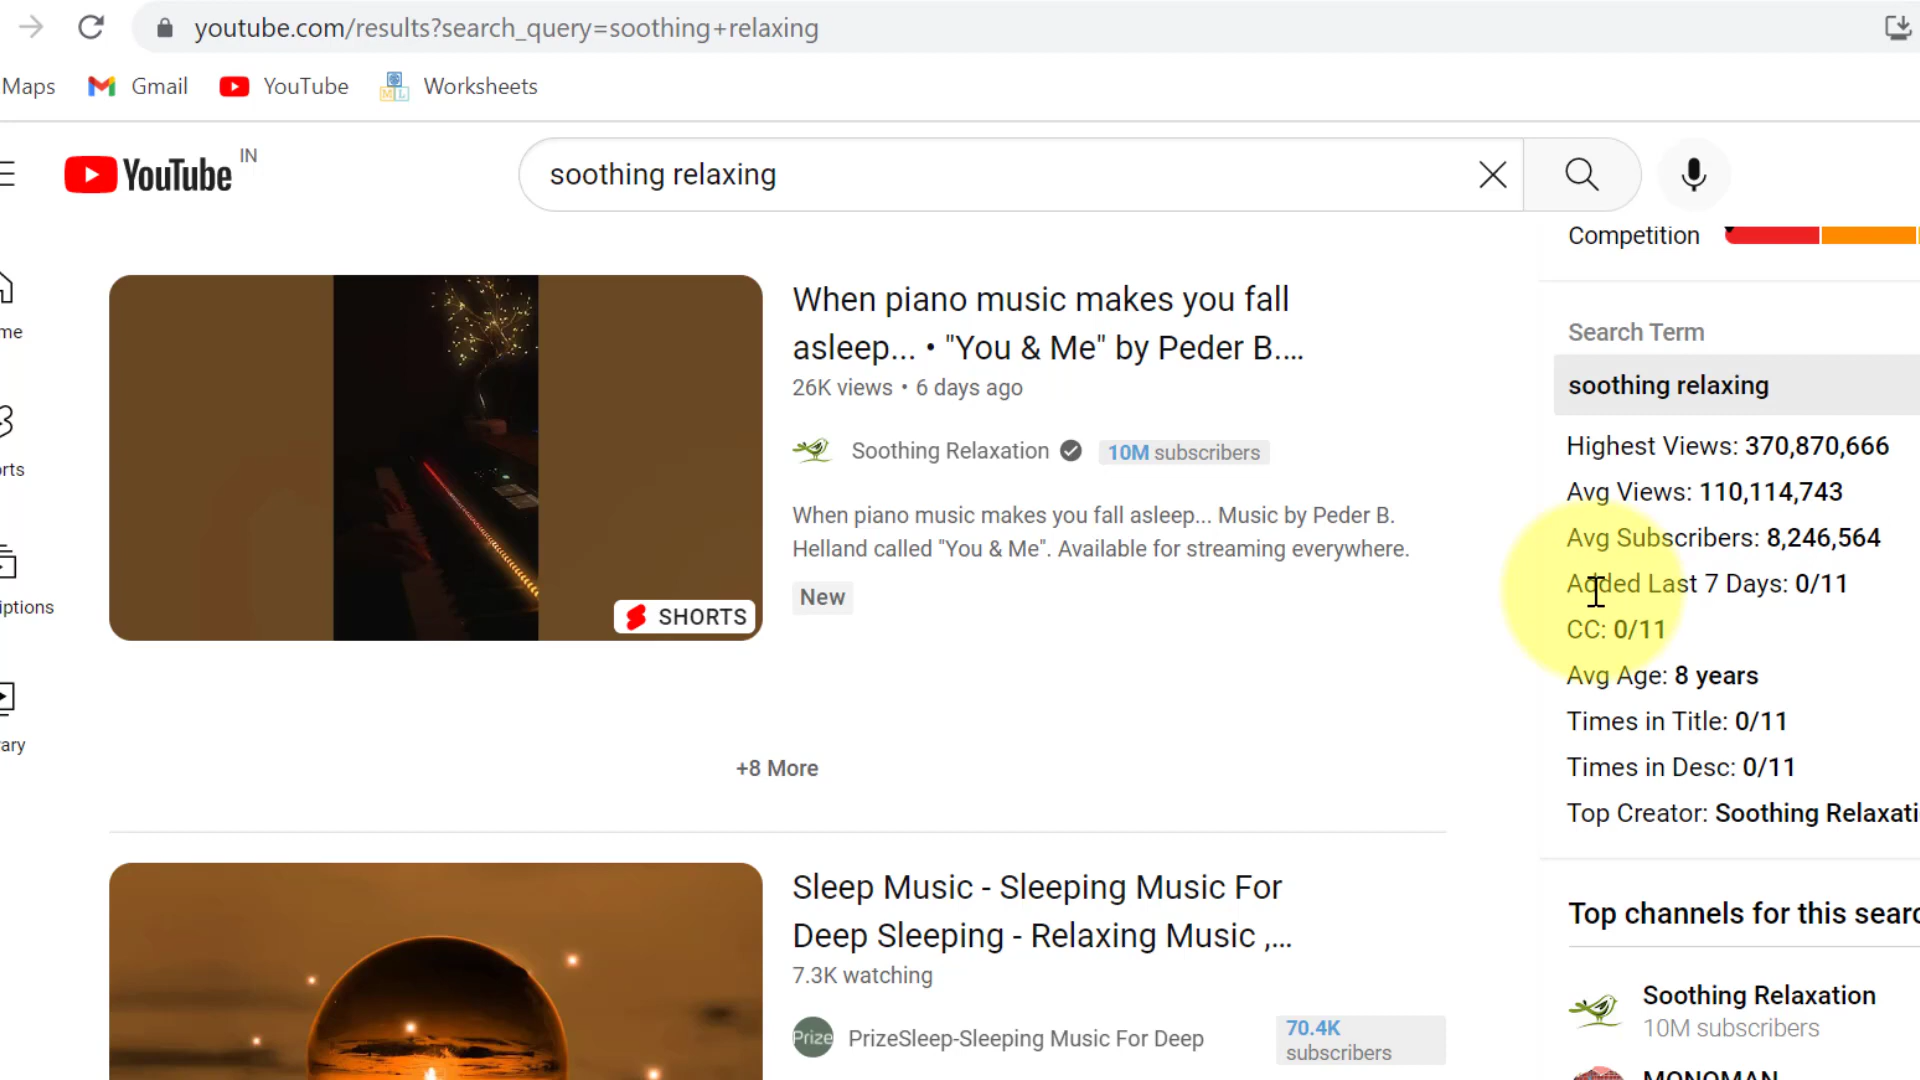 youtube.com/results?search_query=soothing+relaxing
Maps
Gmail
YouTube
Worksheets
YouTube IN
soothing relaxing
me
rts
iptions
ary
When piano music makes you fall
asleep... • "You & Me" by Peder B....
26K views • 6 days ago
Soothing Relaxation 10M subscribers
When piano music makes you fall asleep... Music by Peder B.
Helland called "You & Me". Available for streaming everywhere.
New
SHORTS
+8 More
Sleep Music - Sleeping Music For
Deep Sleeping - Relaxing Music ,...
7.3K watching
Prize
PrizeSleep-Sleeping Music For Deep
70.4K
subscribers
Competition
Search Term
soothing relaxing
Highest Views: 370,870,666
Avg Views: 110,114,743
Avg Subscribers: 8,246,564
Added Last 7 Days: 0/11
CC: 0/11
Avg Age: 8 years
Times in Title: 0/11
Times in Desc: 0/11
Top Creator: Soothing Relaxati
Top channels for this searc
Soothing Relaxation
10M subscribers
MONOMAN